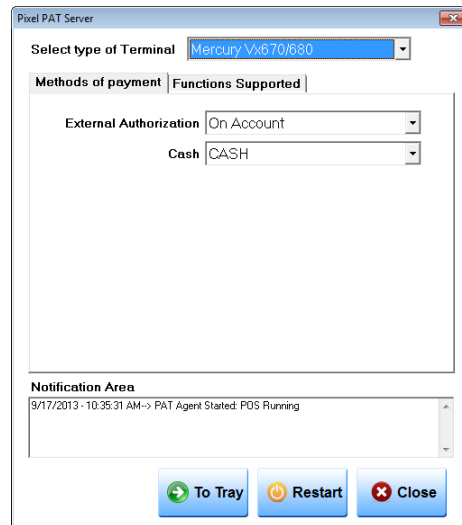 Pixel PAT Server
Select type of Terminal Mercury Vx670/680
Methods of payment Functions Supported
External Authorization On Account
Cash CASH
Notification Area
9/17/2013 - 10:35:31 AM--> PAT Agent Started: POS Running
To Tray Restart Close